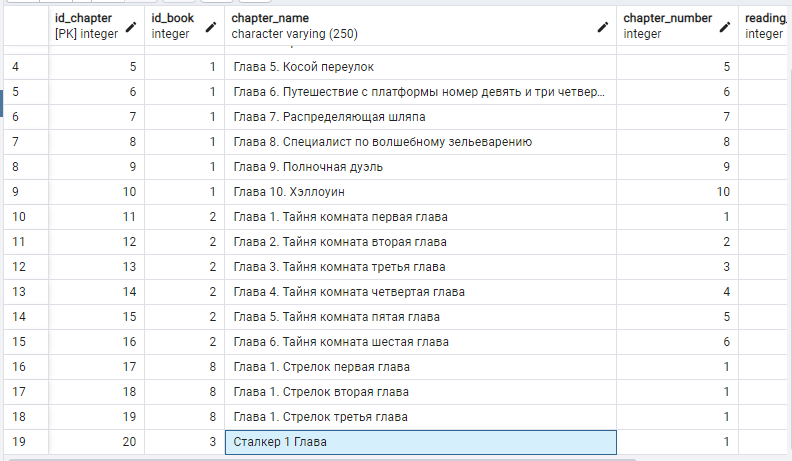 id_chapter id_book chapter_name chapter_number reading_
[PK] integer integer character varying (250) integer integer
4 5 1 Глава 5. Косой переулок 5
5 6 1 Глава 6. Путешествие с платформы номер девять и три четвер... 6
6 7 1 Глава 7. Распределяющая шляпа 7
7 8 1 Глава 8. Специалист по волшебному зельеварению 8
8 9 1 Глава 9. Полночная дуэль 9
9 10 1 Глава 10. Хэллоуин 10
10 11 2 Глава 1. Тайня комната первая глава 1
11 12 2 Глава 2. Тайня комната вторая глава 2
12 13 2 Глава 3. Тайня комната третья глава 3
13 14 2 Глава 4. Тайня комната четвертая глава 4
14 15 2 Глава 5. Тайня комната пятая глава 5
15 16 2 Глава 6. Тайня комната шестая глава 6
16 17 8 Глава 1. Стрелок первая глава 1
17 18 8 Глава 1. Стрелок вторая глава 1
18 19 8 Глава 1. Стрелок третья глава 1
19 20 3 Сталкер 1 Глава 1